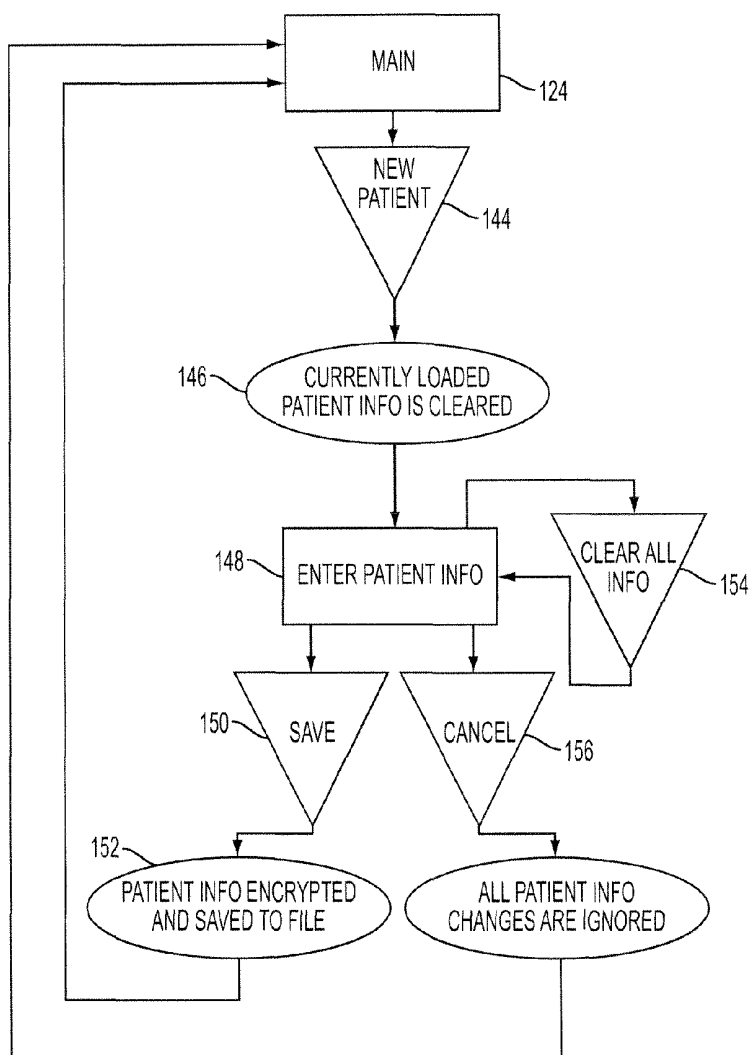 MAIN
124
NEW
PATIENT
144
146
CURRENTLY LOADED
PATIENT INFO IS CLEARED
148
ENTER PATIENT INFO
CLEAR ALL
INFO
154
150
SAVE
CANCEL
156
152
PATIENT INFO ENCRYPTED
AND SAVED TO FILE
ALL PATIENT INFO
CHANGES ARE IGNORED